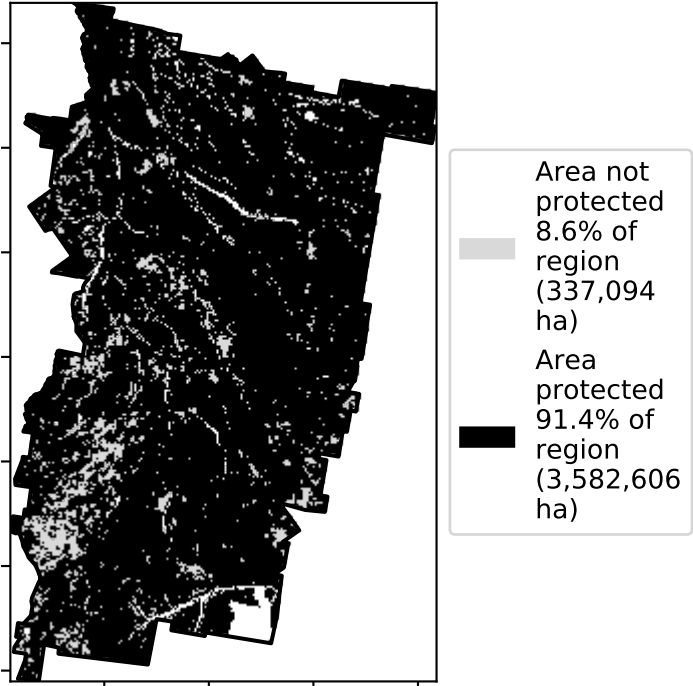 Area not
protected
8.6% of
region
(337,094
ha)
Area
protected
91.4% of
region
(3,582,606
ha)